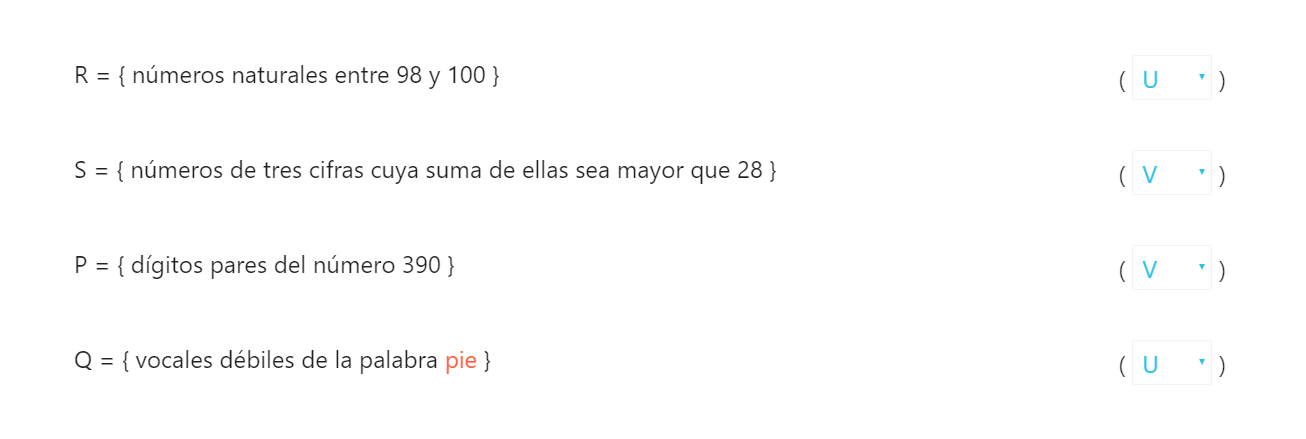 R = { números naturales entre 98 y 100 } ( U ▾ )
S = { números de tres cifras cuya suma de ellas sea mayor que 28 } ( V ▾ )
P = { dígitos pares del número 390 } ( V ▾ )
Q = { vocales débiles de la palabra pie } ( U ▾ )